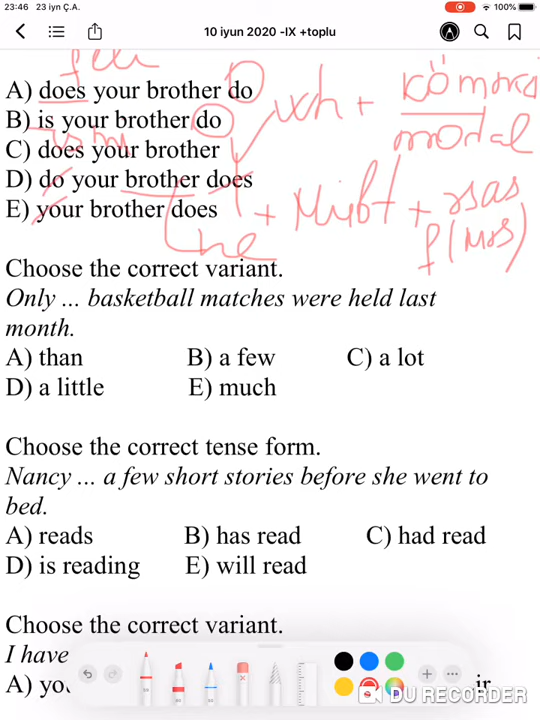 23:46 23 iyn Ç.A. 100%
10 iyun 2020 -IX +toplu
A) does your brother do
B) is your brother do
C) does your brother
D) do your brother does
E) your brother does
wh + köməkçi
modal
Choose the correct variant.
Only ... basketball matches were held last
month.
A) than B) a few C) a lot
D) a little E) much
Choose the correct tense form.
Nancy ... a few short stories before she went to
bed.
A) reads B) has read C) had read
D) is reading E) will read
Choose the correct variant.
I have
DU RECORDER